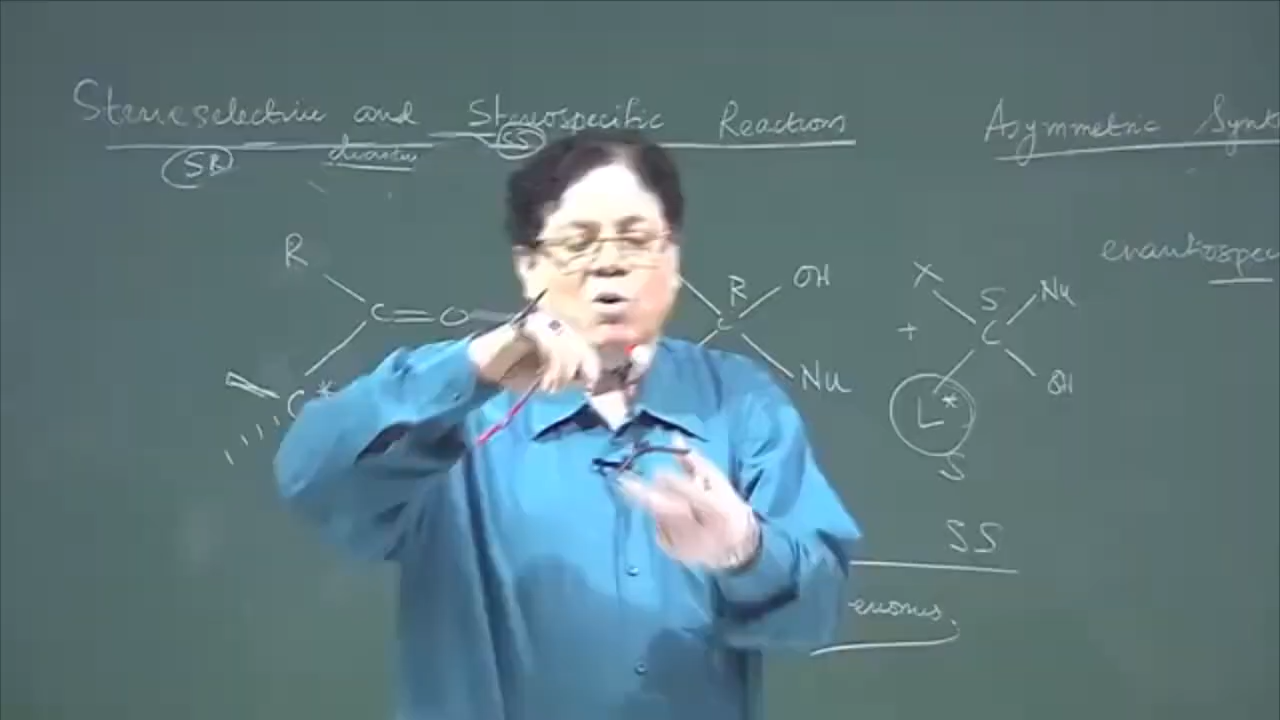 Stereoselective and Stereospecific Reactions
Asymmetric Synt
SR
SS
enantiospec
R
C=O
C*
R
OH
C
Nu
+
X
S
Nu
C
OH
L*
S
SS